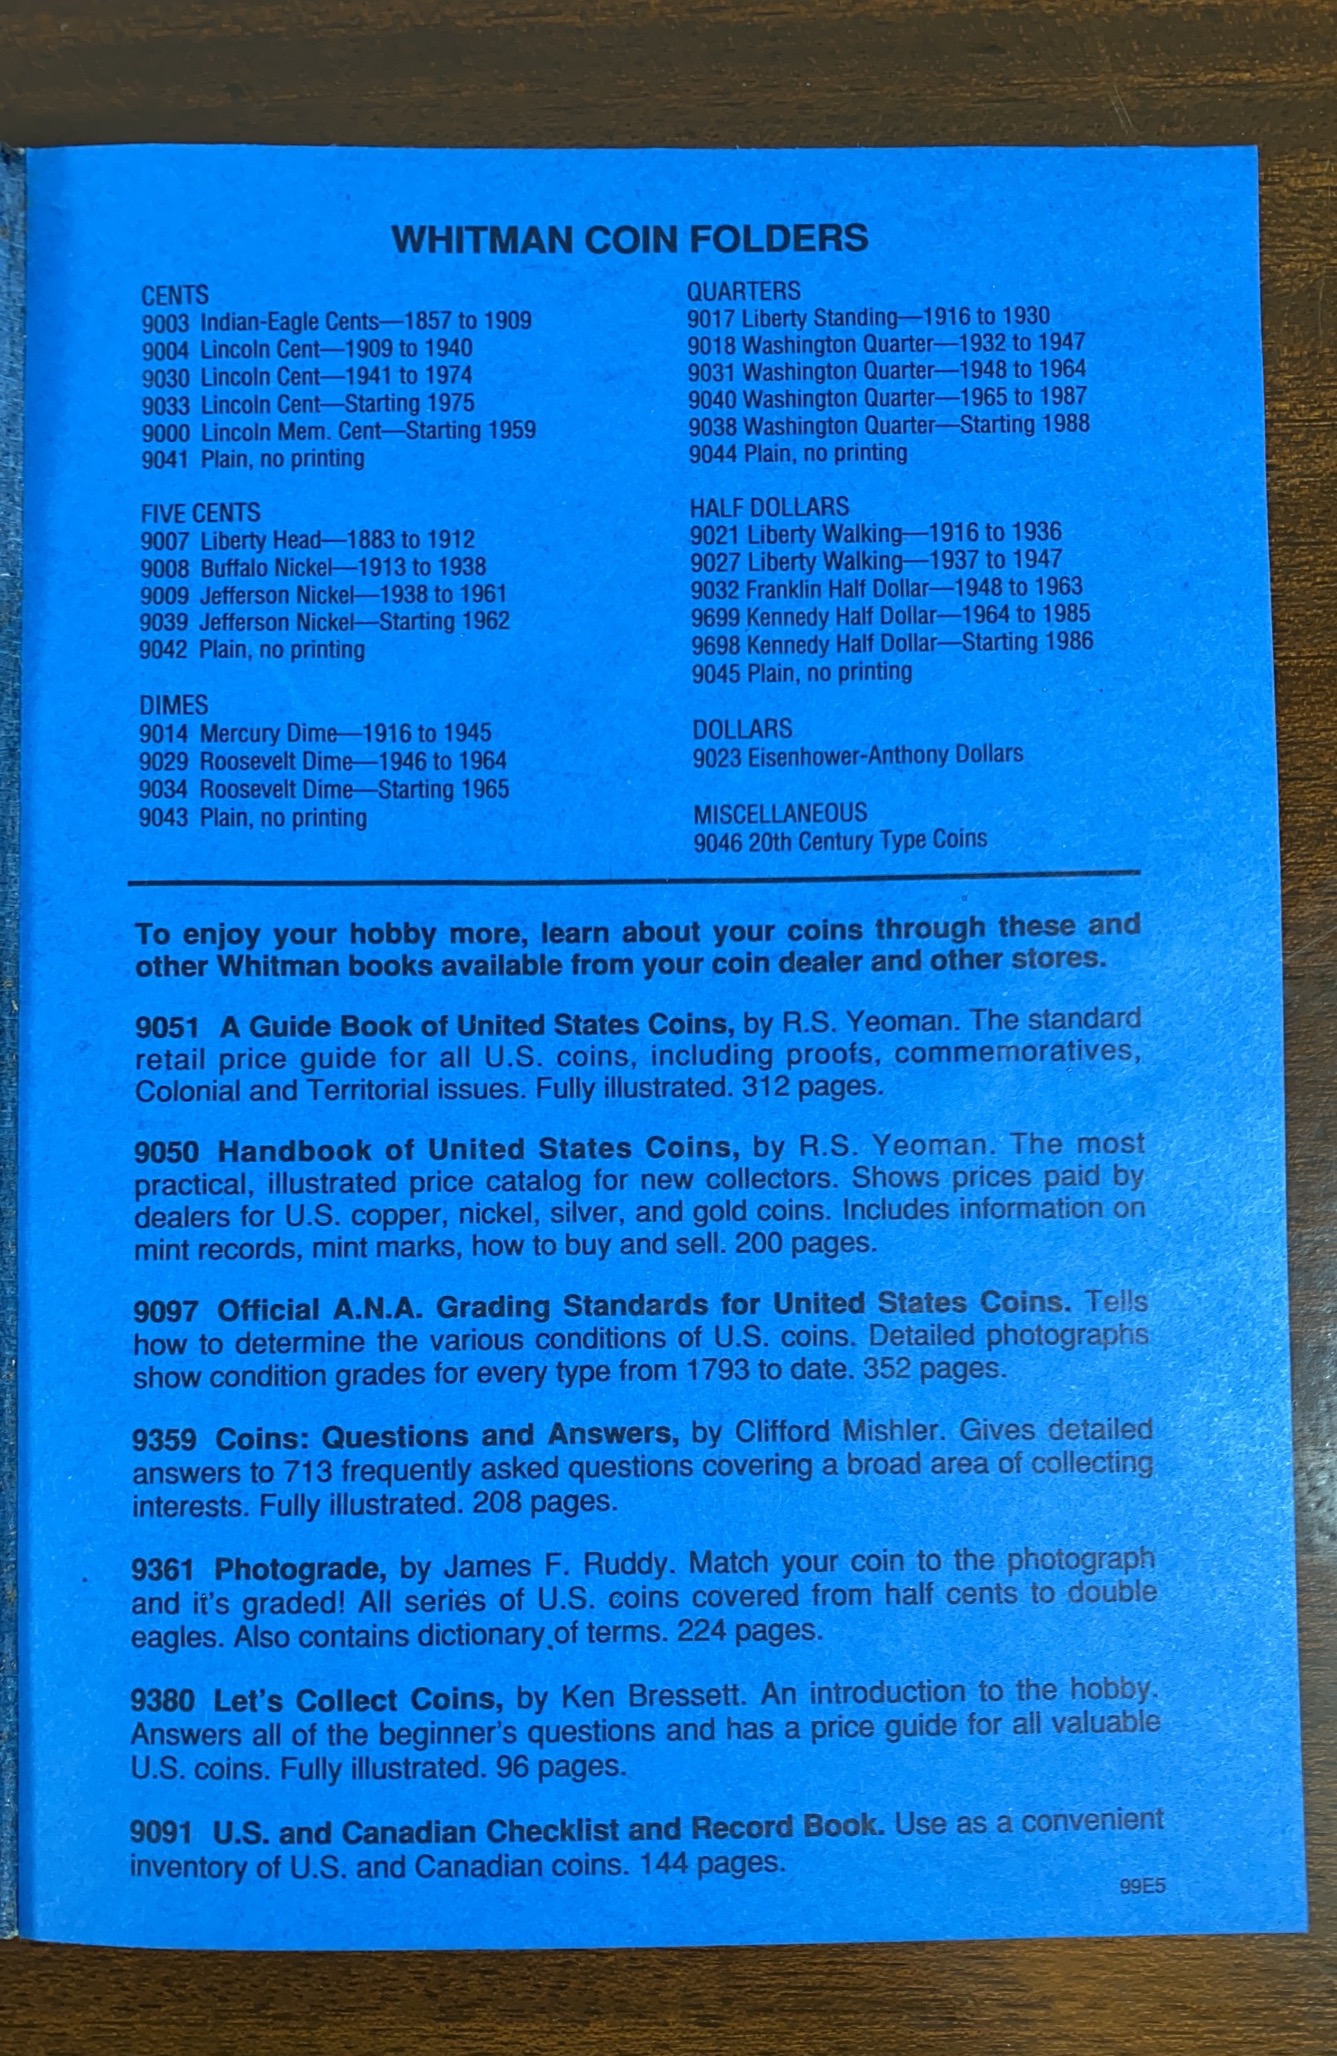 WHITMAN COIN FOLDERS
CENTS
9003 Indian-Eagle Cents—1857 to 1909
9004 Lincoln Cent—1909 to 1940
9030 Lincoln Cent—1941 to 1974
9033 Lincoln Cent—Starting 1975
9000 Lincoln Mem. Cent—Starting 1959
9041 Plain, no printing
FIVE CENTS
9007 Liberty Head—1883 to 1912
9008 Buffalo Nickel—1913 to 1938
9009 Jefferson Nickel—1938 to 1961
9039 Jefferson Nickel—Starting 1962
9042 Plain, no printing
DIMES
9014 Mercury Dime—1916 to 1945
9029 Roosevelt Dime—1946 to 1964
9034 Roosevelt Dime—Starting 1965
9043 Plain, no printing
QUARTERS
9017 Liberty Standing—1916 to 1930
9018 Washington Quarter—1932 to 1947
9031 Washington Quarter—1948 to 1964
9040 Washington Quarter—1965 to 1987
9038 Washington Quarter—Starting 1988
9044 Plain, no printing
HALF DOLLARS
9021 Liberty Walking—1916 to 1936
9027 Liberty Walking—1937 to 1947
9032 Franklin Half Dollar—1948 to 1963
9699 Kennedy Half Dollar—1964 to 1985
9698 Kennedy Half Dollar—Starting 1986
9045 Plain, no printing
DOLLARS
9023 Eisenhower-Anthony Dollars
MISCELLANEOUS
9046 20th Century Type Coins
To enjoy your hobby more, learn about your coins through these and
other Whitman books available from your coin dealer and other stores.
9051 A Guide Book of United States Coins, by R.S. Yeoman. The standard
retail price guide for all U.S. coins, including proofs, commemoratives,
Colonial and Territorial issues. Fully illustrated. 312 pages.
9050 Handbook of United States Coins, by R.S. Yeoman. The most
practical, illustrated price catalog for new collectors. Shows prices paid by
dealers for U.S. copper, nickel, silver, and gold coins. Includes information on
mint records, mint marks, how to buy and sell. 200 pages.
9097 Official A.N.A. Grading Standards for United States Coins. Tells
how to determine the various conditions of U.S. coins. Detailed photographs
show condition grades for every type from 1793 to date. 352 pages.
9359 Coins: Questions and Answers, by Clifford Mishler. Gives detailed
answers to 713 frequently asked questions covering a broad area of collecting
interests. Fully illustrated. 208 pages.
9361 Photograde, by James F. Ruddy. Match your coin to the photograph
and it's graded! All series of U.S. coins covered from half cents to double
eagles. Also contains dictionary of terms. 224 pages.
9380 Let's Collect Coins, by Ken Bressett. An introduction to the hobby.
Answers all of the beginner's questions and has a price guide for all valuable
U.S. coins. Fully illustrated. 96 pages.
9091 U.S. and Canadian Checklist and Record Book. Use as a convenient
inventory of U.S. and Canadian coins. 144 pages.
99E5